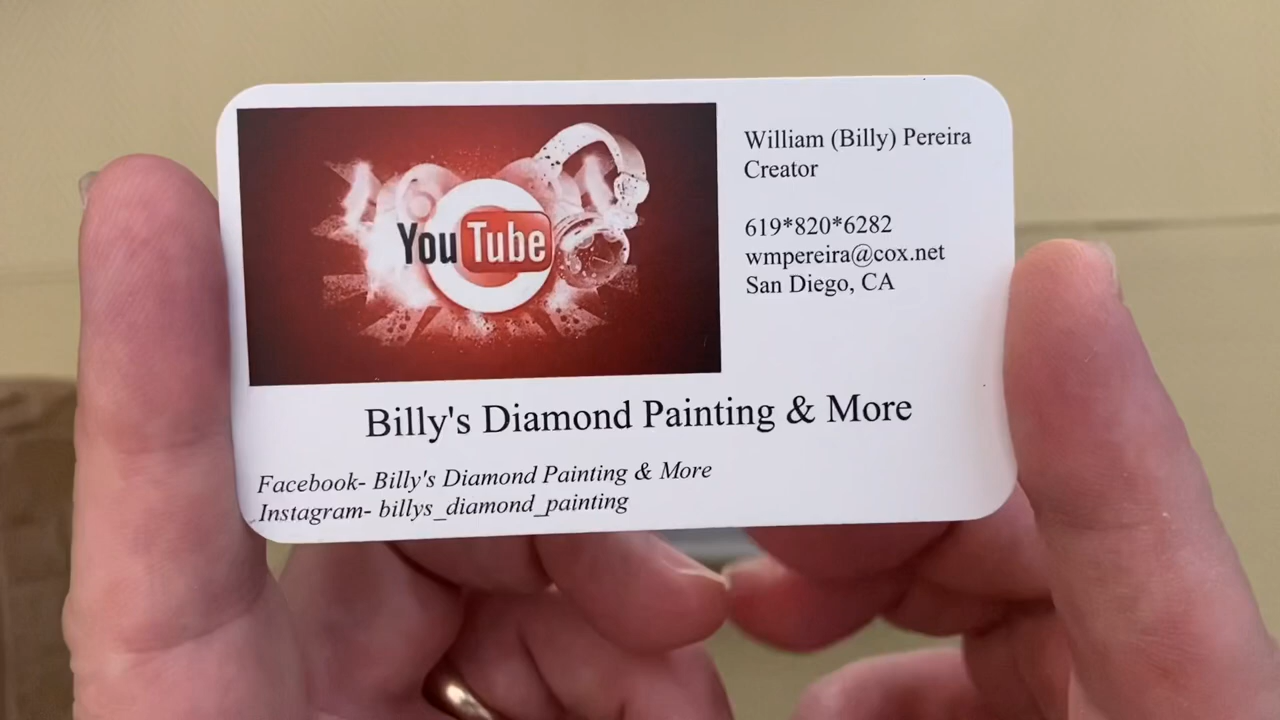 YouTube
William (Billy) Pereira
Creator
619*820*6282
wmpereira@cox.net
San Diego, CA
Billy's Diamond Painting & More
Facebook- Billy's Diamond Painting & More
Instagram- billys_diamond_painting